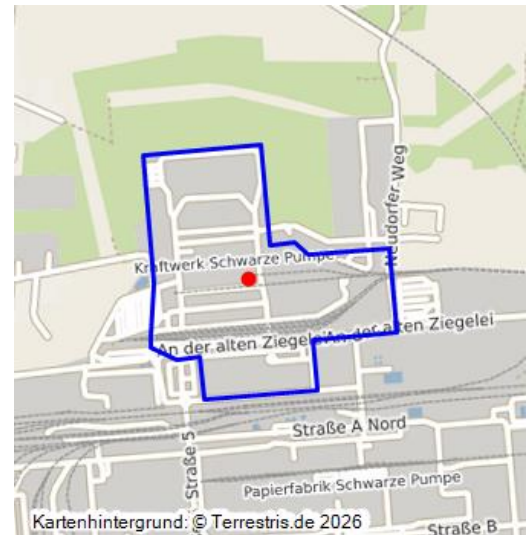 Neudorfer Weg
Kraftwerk Schwarze Pumpe
An der alten Ziegelei
An der alten Ziegelei
Straße A Nord
Straße 5
Papierfabrik Schwarze Pumpe
Straße B
Kartenhintergrund: © Terrestris.de 2026